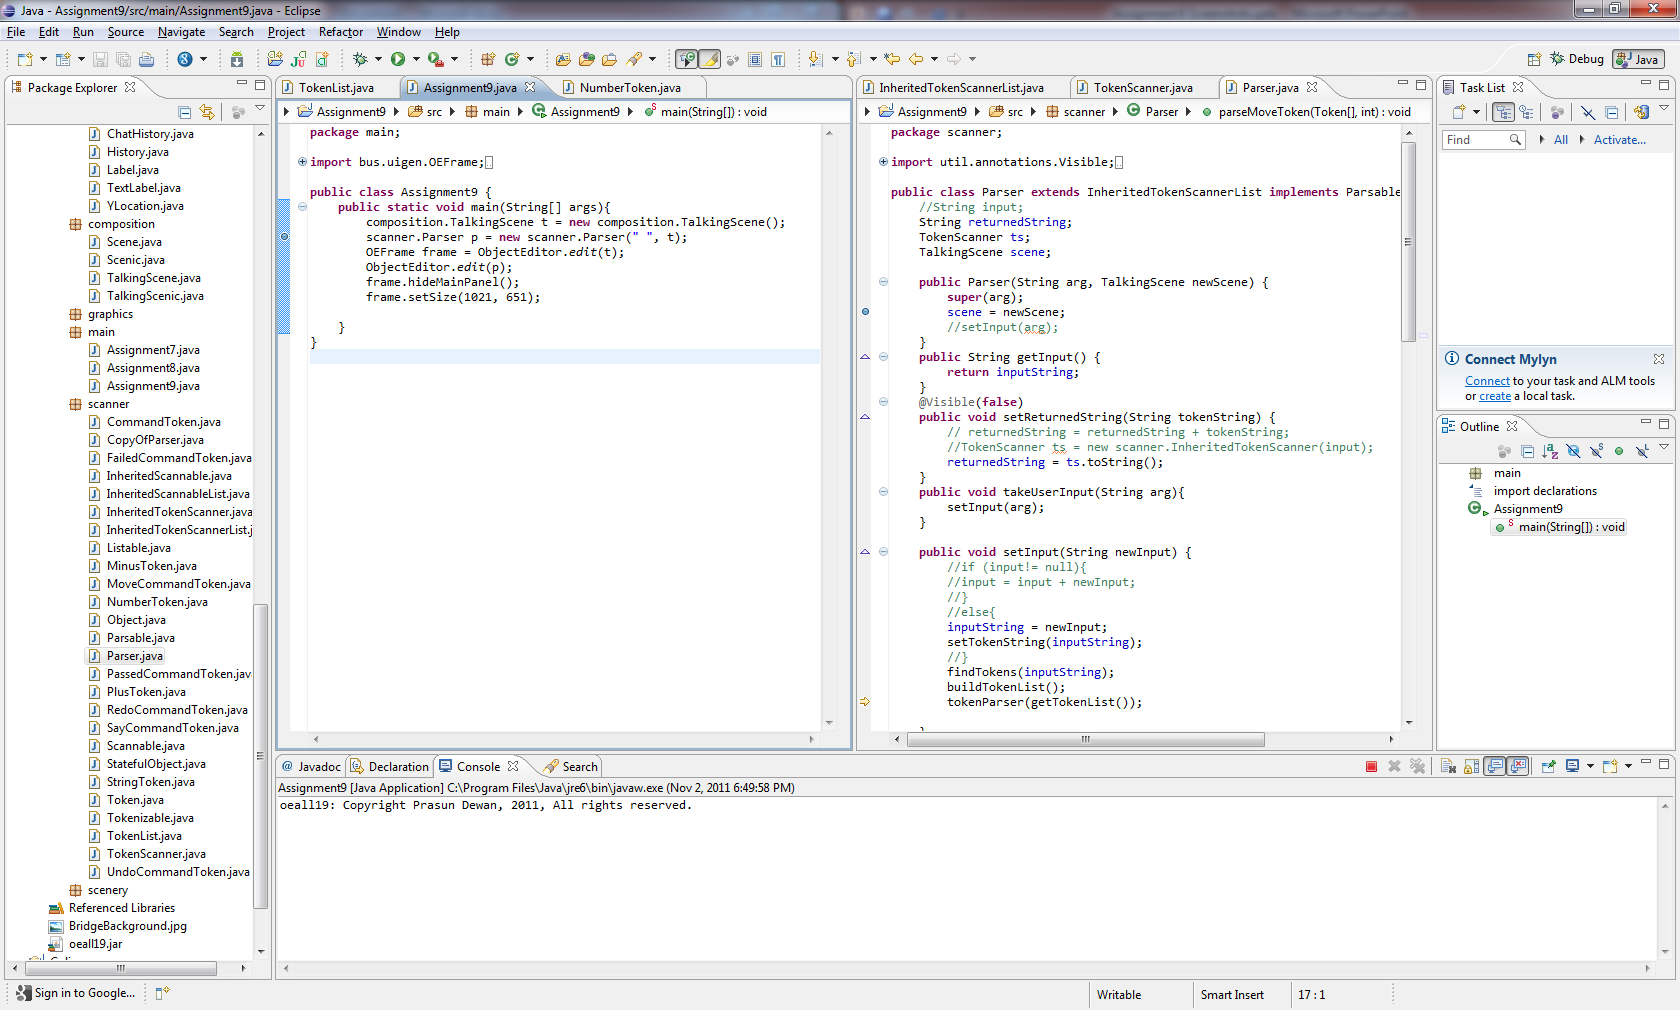 Java - Assignment9/src/main/Assignment9.java - Eclipse
File Edit Run Source Navigate Search Project Refactor Window Help
Debug Java
Package Explorer
ChatHistory.java
History.java
Label.java
TextLabel.java
YLocation.java
composition
Scene.java
Scenic.java
TalkingScene.java
TalkingScenic.java
graphics
main
Assignment7.java
Assignment8.java
Assignment9.java
scanner
CommandToken.java
CopyOfParser.java
FailedCommandToken.java
InheritedScannable.java
InheritedScannableList.java
InheritedTokenScanner.java
InheritedTokenScannerList.j
Listable.java
MinusToken.java
MoveCommandToken.java
NumberToken.java
Object.java
Parsable.java
Parser.java
PassedCommandToken.jav
PlusToken.java
RedoCommandToken.java
SayCommandToken.java
Scannable.java
StatefulObject.java
StringToken.java
Token.java
Tokenizable.java
TokenList.java
TokenScanner.java
UndoCommandToken.java
scenery
Referenced Libraries
BridgeBackground.jpg
oeall19.jar
TokenList.java Assignment9.java NumberToken.java
Assignment9 src main Assignment9 main(String[]) : void
package main;
import bus.uigen.OEFrame;
public class Assignment9 {
public static void main(String[] args){
composition.TalkingScene t = new composition.TalkingScene();
scanner.Parser p = new scanner.Parser(" ", t);
OEFrame frame = ObjectEditor.edit(t);
ObjectEditor.edit(p);
frame.hideMainPanel();
frame.setSize(1021, 651);
}
}
InheritedTokenScannerList.java TokenScanner.java Parser.java
Assignment9 src scanner Parser parseMoveToken(Token[], int) : void
package scanner;
import util.annotations.Visible;
public class Parser extends InheritedTokenScannerList implements Parsable
//String input;
String returnedString;
TokenScanner ts;
TalkingScene scene;
public Parser(String arg, TalkingScene newScene) {
super(arg);
scene = newScene;
//setInput(arg);
}
public String getInput() {
return inputString;
}
@Visible(false)
public void setReturnedString(String tokenString) {
// returnedString = returnedString + tokenString;
//TokenScanner ts = new scanner.InheritedTokenScanner(input);
returnedString = ts.toString();
}
public void takeUserInput(String arg){
setInput(arg);
}
public void setInput(String newInput) {
//if (input!= null){
//input = input + newInput;
//}
//else{
inputString = newInput;
setTokenString(inputString);
//}
findTokens(inputString);
buildTokenList();
tokenParser(getTokenList());
Task List
Find All Activate...
Connect Mylyn
Connect to your task and ALM tools
or create a local task.
Outline
main
import declarations
Assignment9
main(String[]) : void
Javadoc Declaration Console Search
Assignment9 [Java Application] C:\Program Files\Java\jre6\bin\javaw.exe (Nov 2, 2011 6:49:58 PM)
oeall19: Copyright Prasun Dewan, 2011, All rights reserved.
Sign in to Google...
Writable Smart Insert 17 : 1